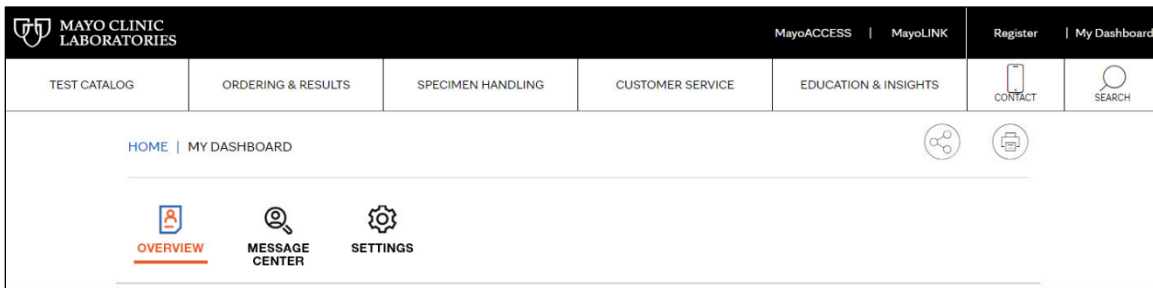 MAYO CLINIC
LABORATORIES
MayoACCESS | MayoLINK Register | My Dashboard
TEST CATALOG ORDERING & RESULTS SPECIMEN HANDLING CUSTOMER SERVICE EDUCATION & INSIGHTS CONTACT SEARCH
HOME | MY DASHBOARD
OVERVIEW MESSAGE SETTINGS
CENTER